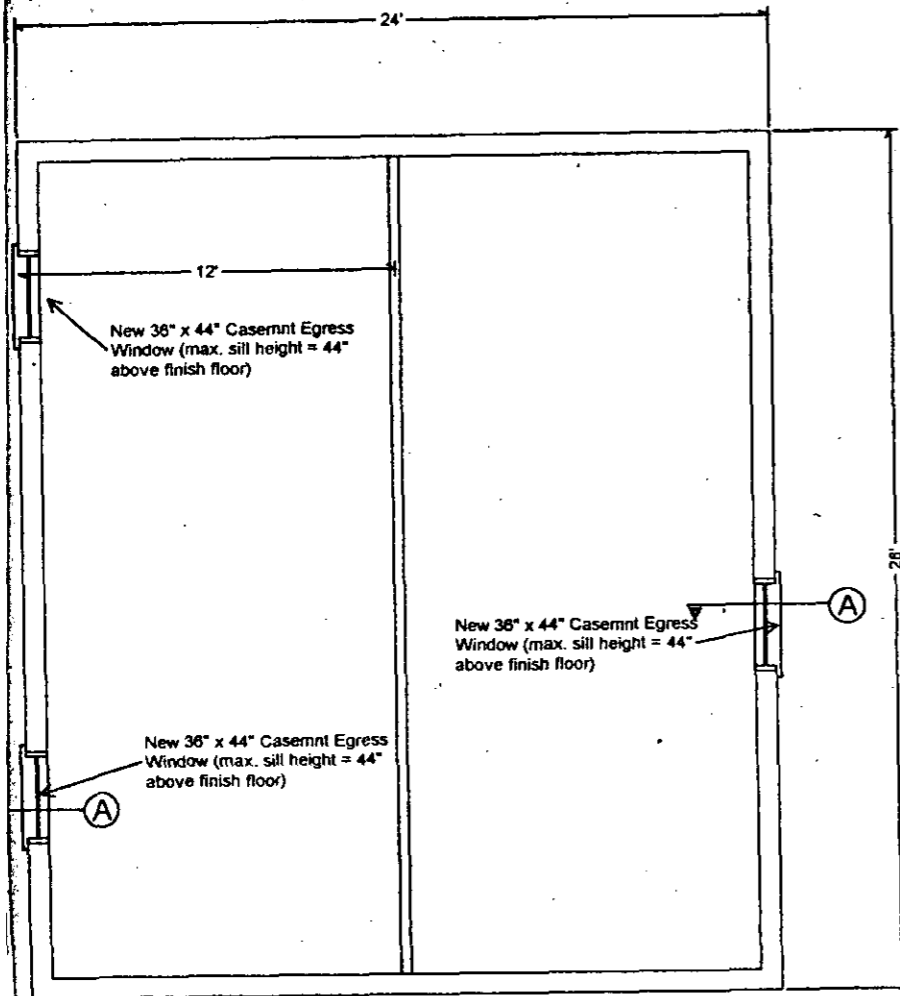 24'
12'
New 36" x 44" Casemnt Egress
Window (max. sill height = 44"
above finish floor)
28'
A
New 36" x 44" Casemnt Egress
Window (max. sill height = 44"
above finish floor)
New 36" x 44" Casemnt Egress
Window (max. sill height = 44"
above finish floor)
A